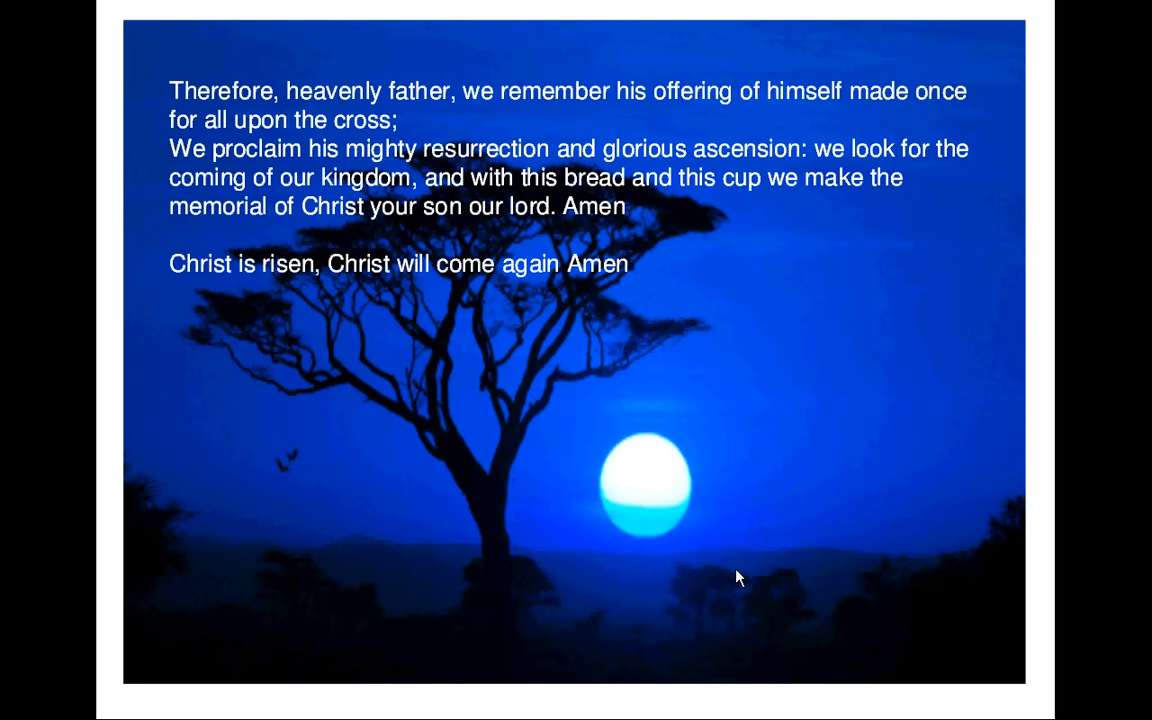 Therefore, heavenly father, we remember his offering of himself made once
for all upon the cross;
We proclaim his mighty resurrection and glorious ascension: we look for the
coming of our kingdom, and with this bread and this cup we make the
memorial of Christ your son our lord. Amen
Christ is risen, Christ will come again Amen